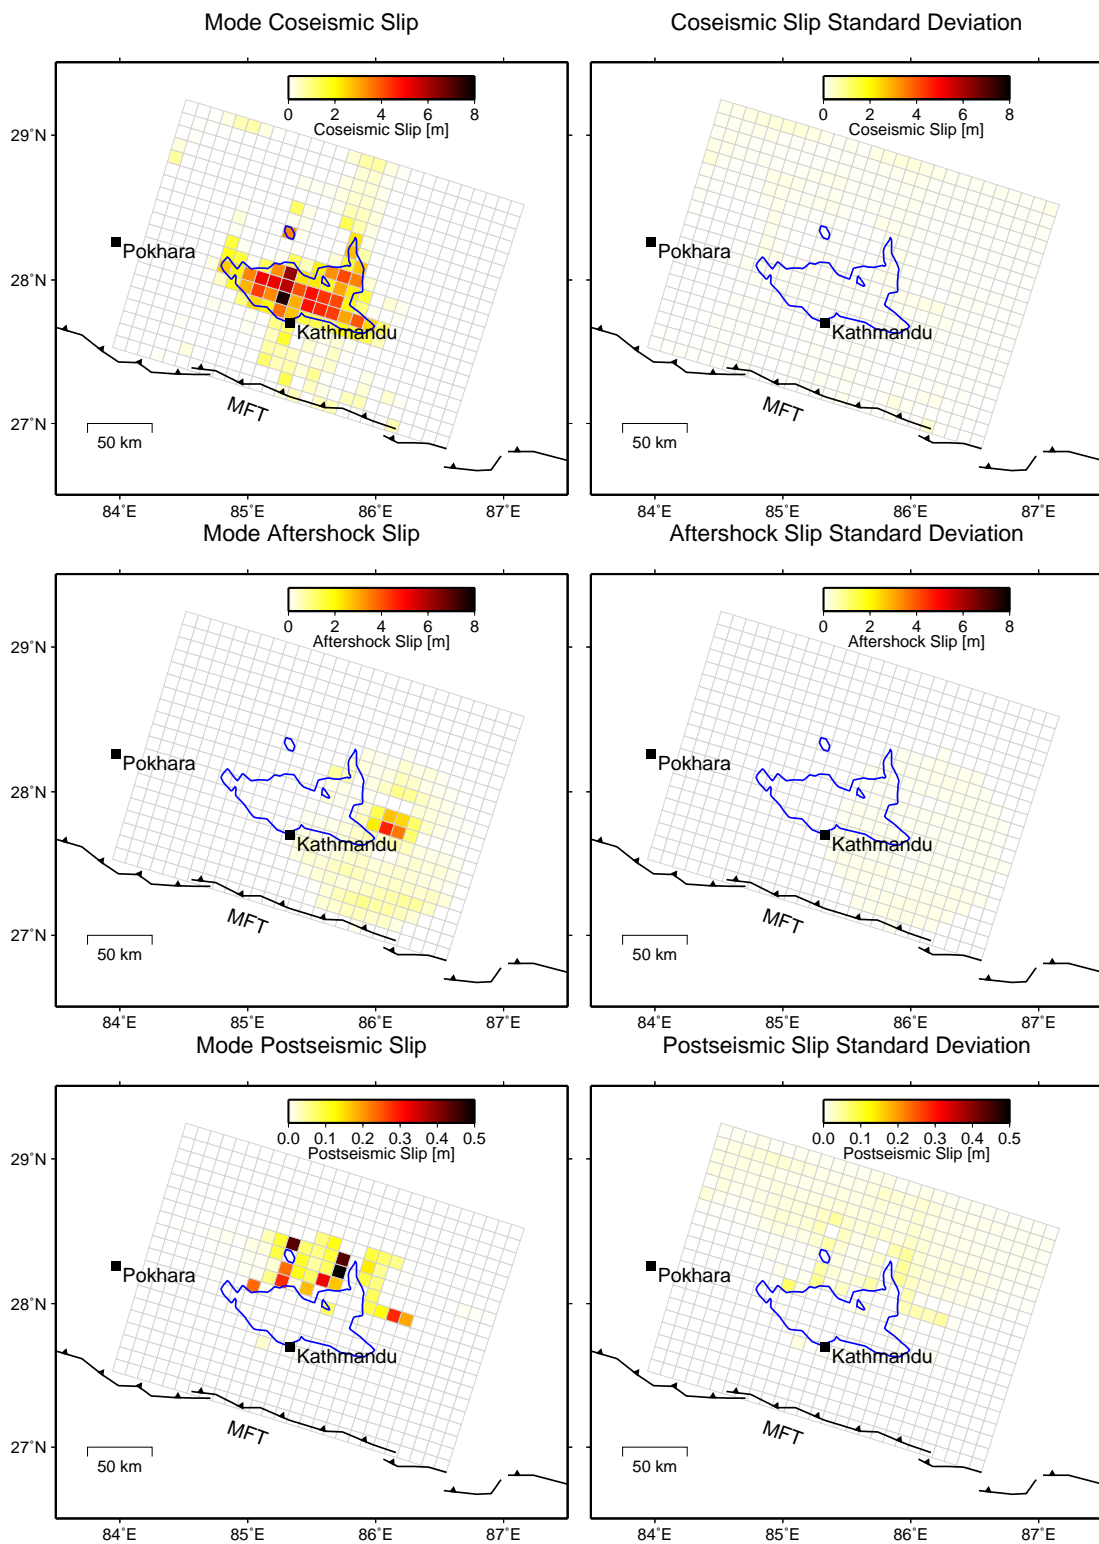 Mode Coseismic Slip
Coseismic Slip Standard Deviation
0 2 4 6 8
Coseismic Slip [m]
0 2 4 6 8
Coseismic Slip [m]
29˚N
28˚N
27˚N
Pokhara
Kathmandu
MFT
50 km
84˚E 85˚E 86˚E 87˚E
Pokhara
Kathmandu
MFT
50 km
84˚E 85˚E 86˚E 87˚E
Mode Aftershock Slip
Aftershock Slip Standard Deviation
0 2 4 6 8
Aftershock Slip [m]
0 2 4 6 8
Aftershock Slip [m]
29˚N
28˚N
27˚N
Pokhara
Kathmandu
MFT
50 km
84˚E 85˚E 86˚E 87˚E
Pokhara
Kathmandu
MFT
50 km
84˚E 85˚E 86˚E 87˚E
Mode Postseismic Slip
Postseismic Slip Standard Deviation
0.0 0.1 0.2 0.3 0.4 0.5
Postseismic Slip [m]
0.0 0.1 0.2 0.3 0.4 0.5
Postseismic Slip [m]
29˚N
28˚N
27˚N
Pokhara
Kathmandu
MFT
50 km
84˚E 85˚E 86˚E 87˚E
Pokhara
Kathmandu
MFT
50 km
84˚E 85˚E 86˚E 87˚E